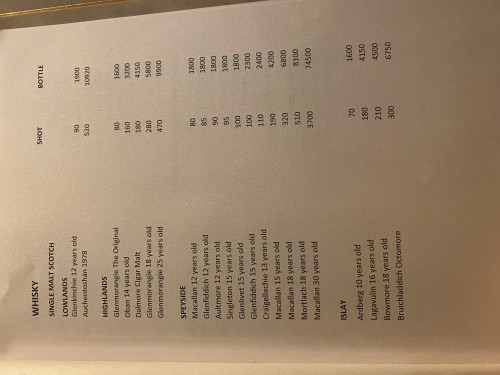 WHISKY
SINGLE MALT SCOTCH SHOT BOTTLE
LOWLANDS
Glenkinchie 12 years old 90 1900
Auchentoshan 1978 520 10920
HIGHLANDS
Glenmorangie The Original 80 1600
Oban 14 years old 160 3200
Dalmore Cigar Malt 180 4150
Glenmorangie 18 years old 280 5800
Glenmorangie 25 years old 470 9900
SPEYSIDE
Macallan 12 years old 80 1800
Glenfiddich 12 years old 85 1800
Aultmore 12 years old 90 1800
Singleton 15 years old 95 1800
Glenlivet 15 years old 100 1800
Glenfiddich 15 years old 100 2300
Craigellachie 13 years old 110 2400
Macallan 15 years old 190 4200
Macallan 18 years old 320 6800
Mortlach 18 years old 510 8100
Macallan 30 years old 3700 74500
ISLAY
Ardberg 10 years old 70 1600
Lagavulin 16 years old 180 4150
Bowmore 18 years old 210 4500
Bruichladdich Octomore 300 6750